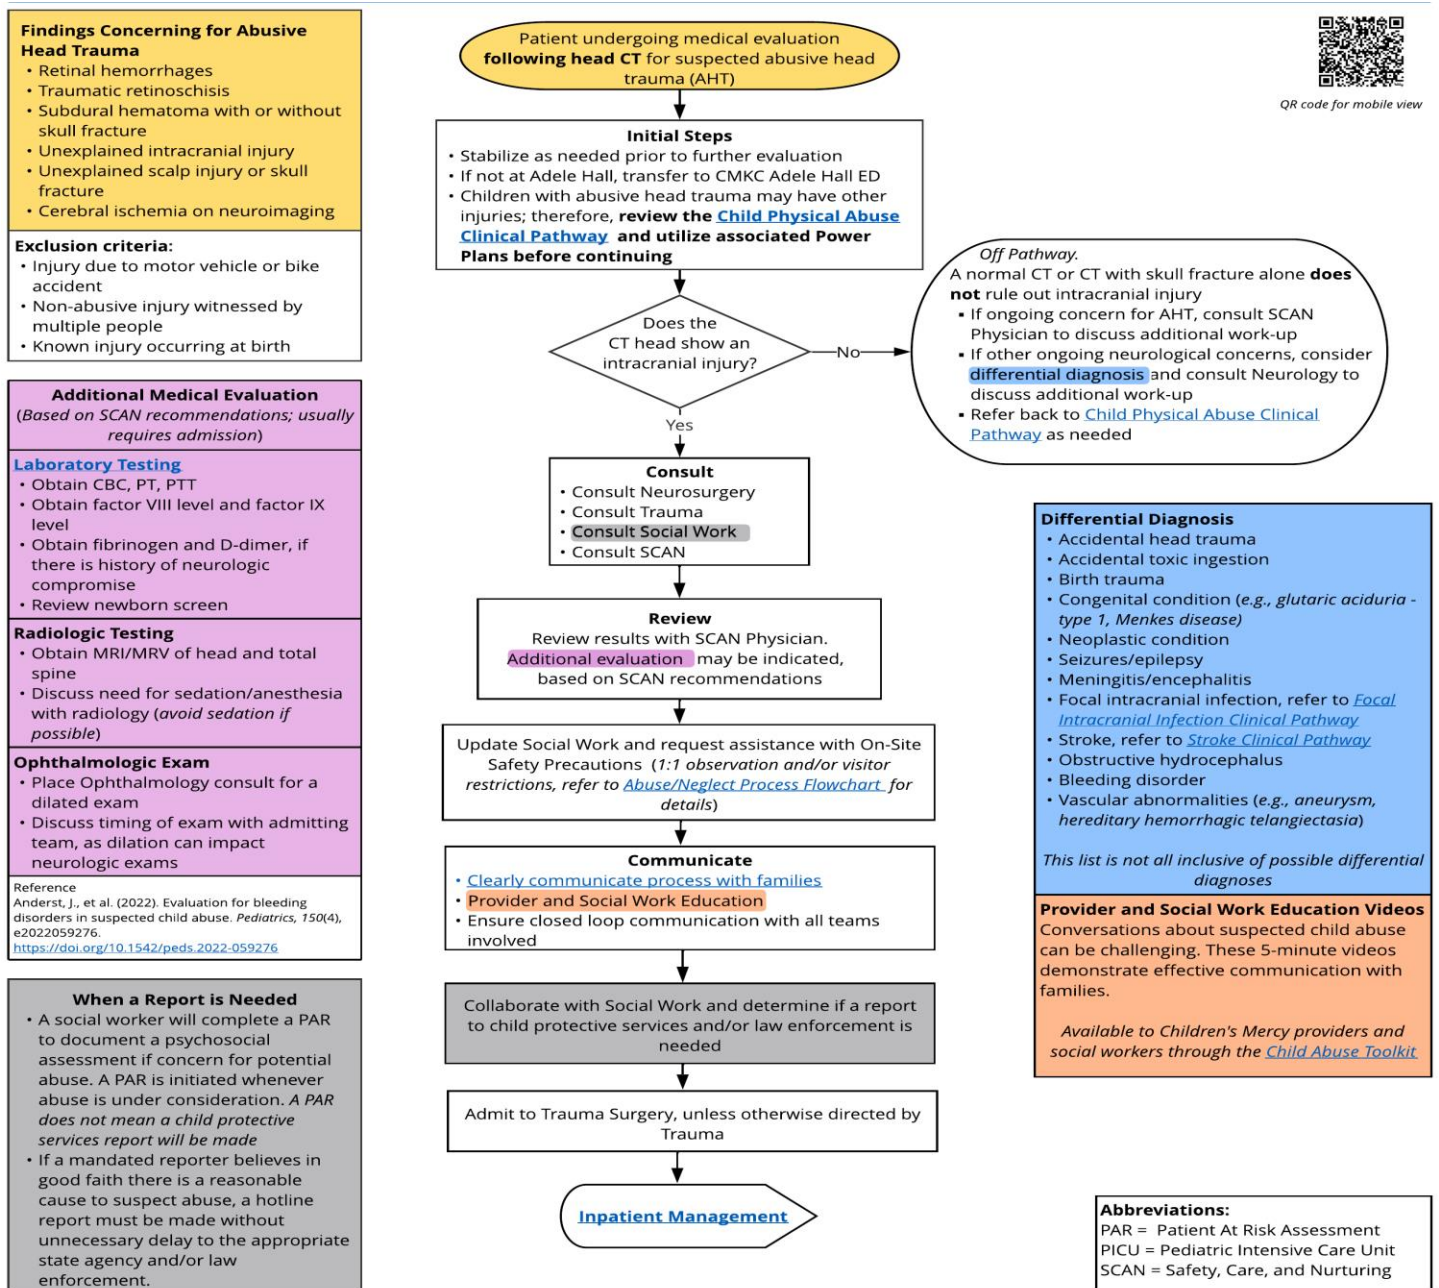 Findings Concerning for Abusive
Head Trauma
• Retinal hemorrhages
• Traumatic retinoschisis
• Subdural hematoma with or without
skull fracture
• Unexplained intracranial injury
• Unexplained scalp injury or skull
fracture
• Cerebral ischemia on neuroimaging
Exclusion criteria:
• Injury due to motor vehicle or bike
accident
• Non-abusive injury witnessed by
multiple people
• Known injury occurring at birth
Additional Medical Evaluation
(Based on SCAN recommendations; usually
requires admission)
Laboratory Testing
• Obtain CBC, PT, PTT
• Obtain factor VIII level and factor IX
level
• Obtain fibrinogen and D-dimer, if
there is history of neurologic
compromise
• Review newborn screen
Radiologic Testing
• Obtain MRI/MRV of head and total
spine
• Discuss need for sedation/anesthesia
with radiology (avoid sedation if
possible)
Ophthalmologic Exam
• Place Ophthalmology consult for a
dilated exam
• Discuss timing of exam with admitting
team, as dilation can impact
neurologic exams
Reference
Anderst, J., et al. (2022). Evaluation for bleeding
disorders in suspected child abuse. Pediatrics, 150(4),
e2022059276.
https://doi.org/10.1542/peds.2022-059276
When a Report is Needed
• A social worker will complete a PAR
to document a psychosocial
assessment if concern for potential
abuse. A PAR is initiated whenever
abuse is under consideration. A PAR
does not mean a child protective
services report will be made
• If a mandated reporter believes in
good faith there is a reasonable
cause to suspect abuse, a hotline
report must be made without
unnecessary delay to the appropriate
state agency and/or law
enforcement.
Patient undergoing medical evaluation
following head CT for suspected abusive head
trauma (AHT)
Initial Steps
• Stabilize as needed prior to further evaluation
• If not at Adele Hall, transfer to CMKC Adele Hall ED
• Children with abusive head trauma may have other
injuries; therefore, review the Child Physical Abuse
Clinical Pathway and utilize associated Power
Plans before continuing
Does the
CT head show an
intracranial injury?
No
Yes
Off Pathway.
A normal CT or CT with skull fracture alone does
not rule out intracranial injury
▪ If ongoing concern for AHT, consult SCAN
Physician to discuss additional work-up
▪ If other ongoing neurological concerns, consider
differential diagnosis and consult Neurology to
discuss additional work-up
▪ Refer back to Child Physical Abuse Clinical
Pathway as needed
Consult
• Consult Neurosurgery
• Consult Trauma
• Consult Social Work
• Consult SCAN
Review
Review results with SCAN Physician.
Additional evaluation may be indicated,
based on SCAN recommendations
Update Social Work and request assistance with On-Site
Safety Precautions (1:1 observation and/or visitor
restrictions, refer to Abuse/Neglect Process Flowchart for
details)
Communicate
• Clearly communicate process with families
• Provider and Social Work Education
• Ensure closed loop communication with all teams
involved
Collaborate with Social Work and determine if a report
to child protective services and/or law enforcement is
needed
Admit to Trauma Surgery, unless otherwise directed by
Trauma
Inpatient Management
QR code for mobile view
Differential Diagnosis
• Accidental head trauma
• Accidental toxic ingestion
• Birth trauma
• Congenital condition (e.g., glutaric aciduria -
type 1, Menkes disease)
• Neoplastic condition
• Seizures/epilepsy
• Meningitis/encephalitis
• Focal intracranial infection, refer to Focal
Intracranial Infection Clinical Pathway
• Stroke, refer to Stroke Clinical Pathway
• Obstructive hydrocephalus
• Bleeding disorder
• Vascular abnormalities (e.g., aneurysm,
hereditary hemorrhagic telangiectasia)
This list is not all inclusive of possible differential
diagnoses
Provider and Social Work Education Videos
Conversations about suspected child abuse
can be challenging. These 5-minute videos
demonstrate effective communication with
families.
Available to Children's Mercy providers and
social workers through the Child Abuse Toolkit
Abbreviations:
PAR = Patient At Risk Assessment
PICU = Pediatric Intensive Care Unit
SCAN = Safety, Care, and Nurturing